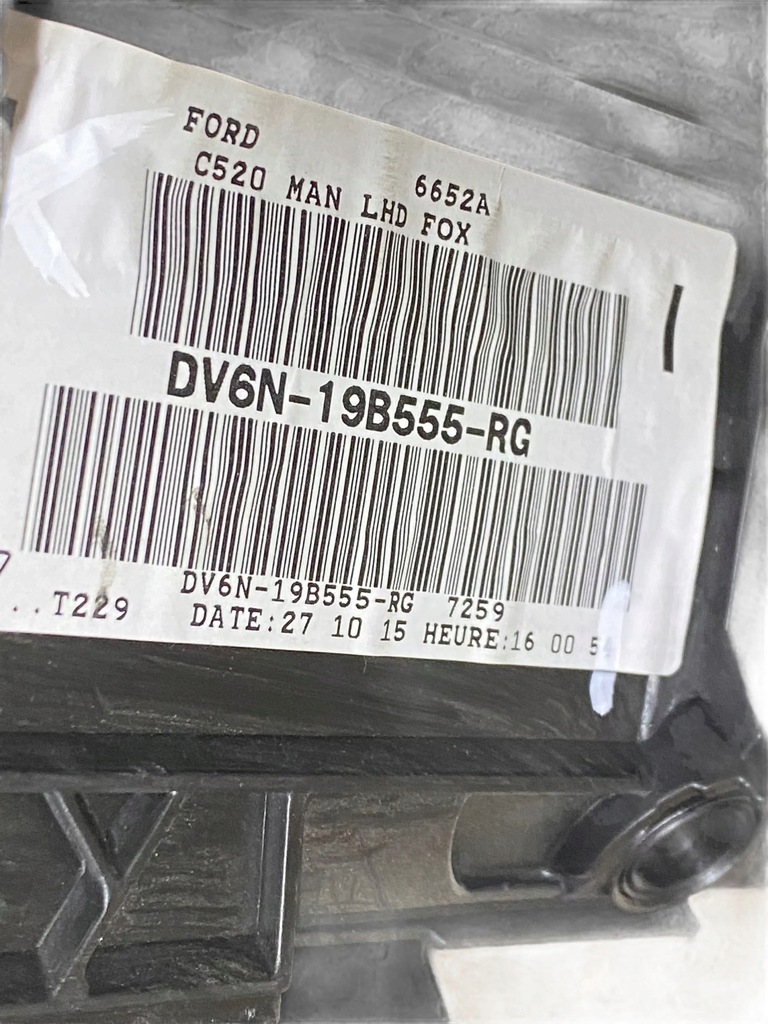 FORD
6652A
C520 MAN LHD FOX
DV6N-19B555-RG
DV6N-19B555-RG 7259
..T229
DATE:27 10 15 HEURE:16 00